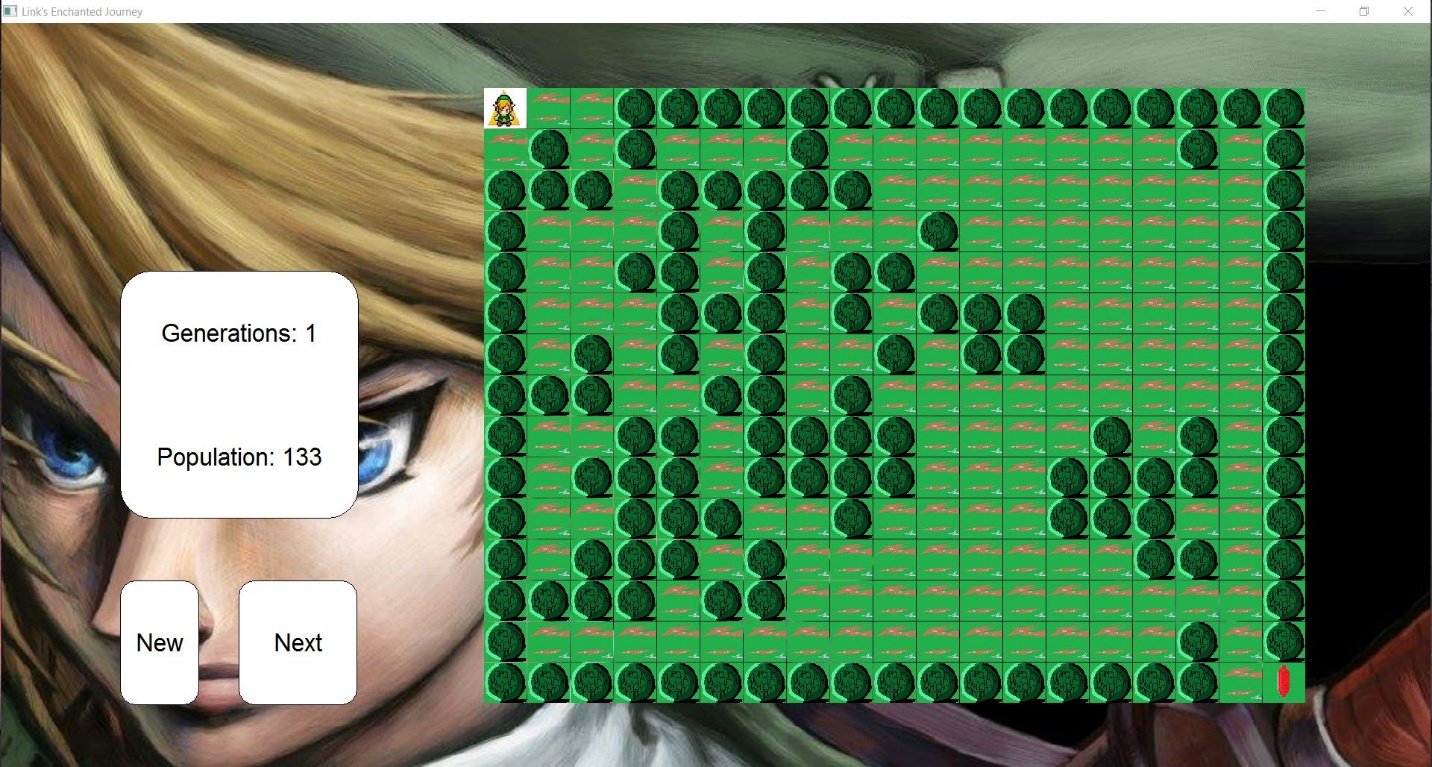 Link's Enchanted Journey
Generations: 1
Population: 133
New
Next